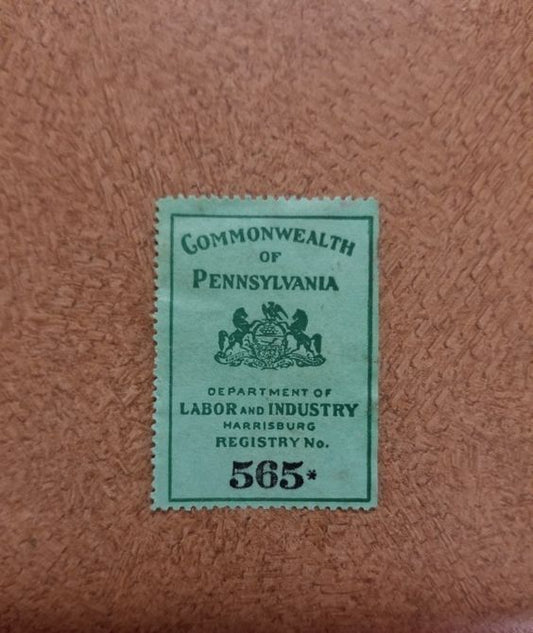 COMMONWEALTH
OF
PENNSYLVANIA
DEPARTMENT OF
LABOR AND INDUSTRY
HARRISBURG
REGISTRY No.
565*